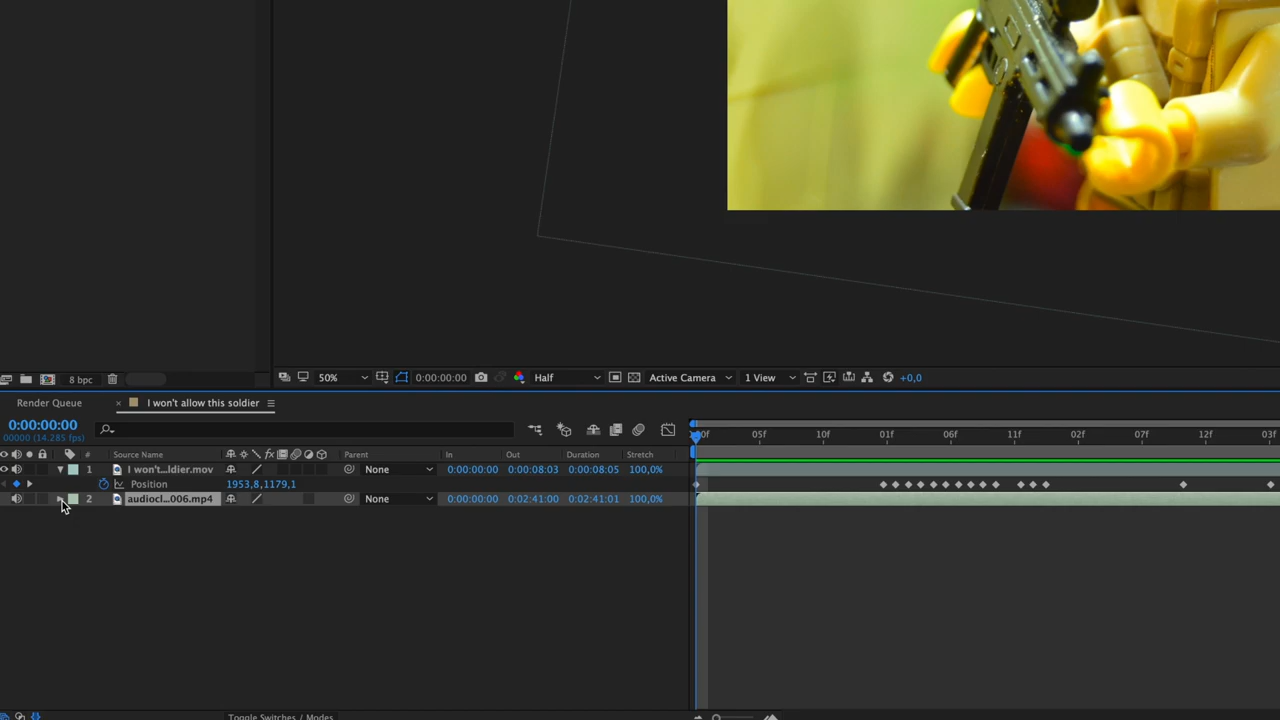 50% 0:00:00:00 Half Active Camera 1 View +0,0
8 bpc
Render Queue × I won't allow this soldier
0:00:00:00
00000 (14.285 fps)
05f 10f 01f 06f 11f 02f 07f 12f 03f
# Source Name Parent In Out Duration Stretch
1 I won't...ldier.mov None 0:00:00:00 0:00:08:03 0:00:08:05 100,0%
Position 1953,8,1179,1
2 audiocl...006.mp4 None 0:00:00:00 0:02:41:00 0:02:41:01 100,0%
Toggle Switches / Modes